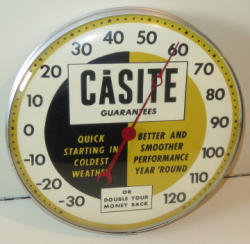 -30
-20
-10
0
10
20
30
40
50
60
70
80
90
100
110
120
CASITE
GUARANTEES
QUICK
STARTING IN
COLDEST
WEATHER
BETTER AND
SMOOTHER
PERFORMANCE
YEAR 'ROUND
OR
DOUBLE YOUR
MONEY BACK